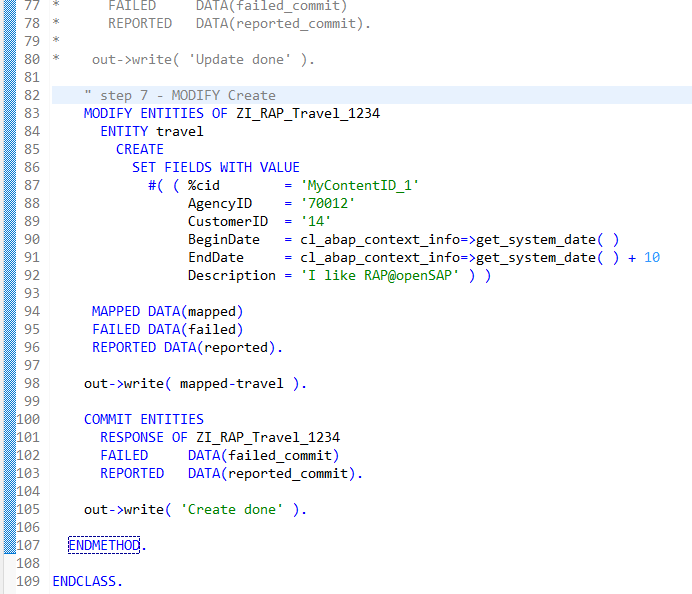 77 *      FAILED     DATA(failed_commit)
78 *      REPORTED   DATA(reported_commit).
79 *
80 *    out->write( 'Update done' ).
81
82    " step 7 - MODIFY Create
83    MODIFY ENTITIES OF ZI_RAP_Travel_1234
84      ENTITY travel
85        CREATE
86          SET FIELDS WITH VALUE
87            #( ( %cid        = 'MyContentID_1'
88                 AgencyID    = '70012'
89                 CustomerID  = '14'
90                 BeginDate   = cl_abap_context_info=>get_system_date( )
91                 EndDate     = cl_abap_context_info=>get_system_date( ) + 10
92                 Description = 'I like RAP@openSAP' ) )
93
94     MAPPED DATA(mapped)
95     FAILED DATA(failed)
96     REPORTED DATA(reported).
97
98    out->write( mapped-travel ).
99
100    COMMIT ENTITIES
101      RESPONSE OF ZI_RAP_Travel_1234
102      FAILED     DATA(failed_commit)
103      REPORTED   DATA(reported_commit).
104
105    out->write( 'Create done' ).
106
107  ENDMETHOD.
108
109 ENDCLASS.